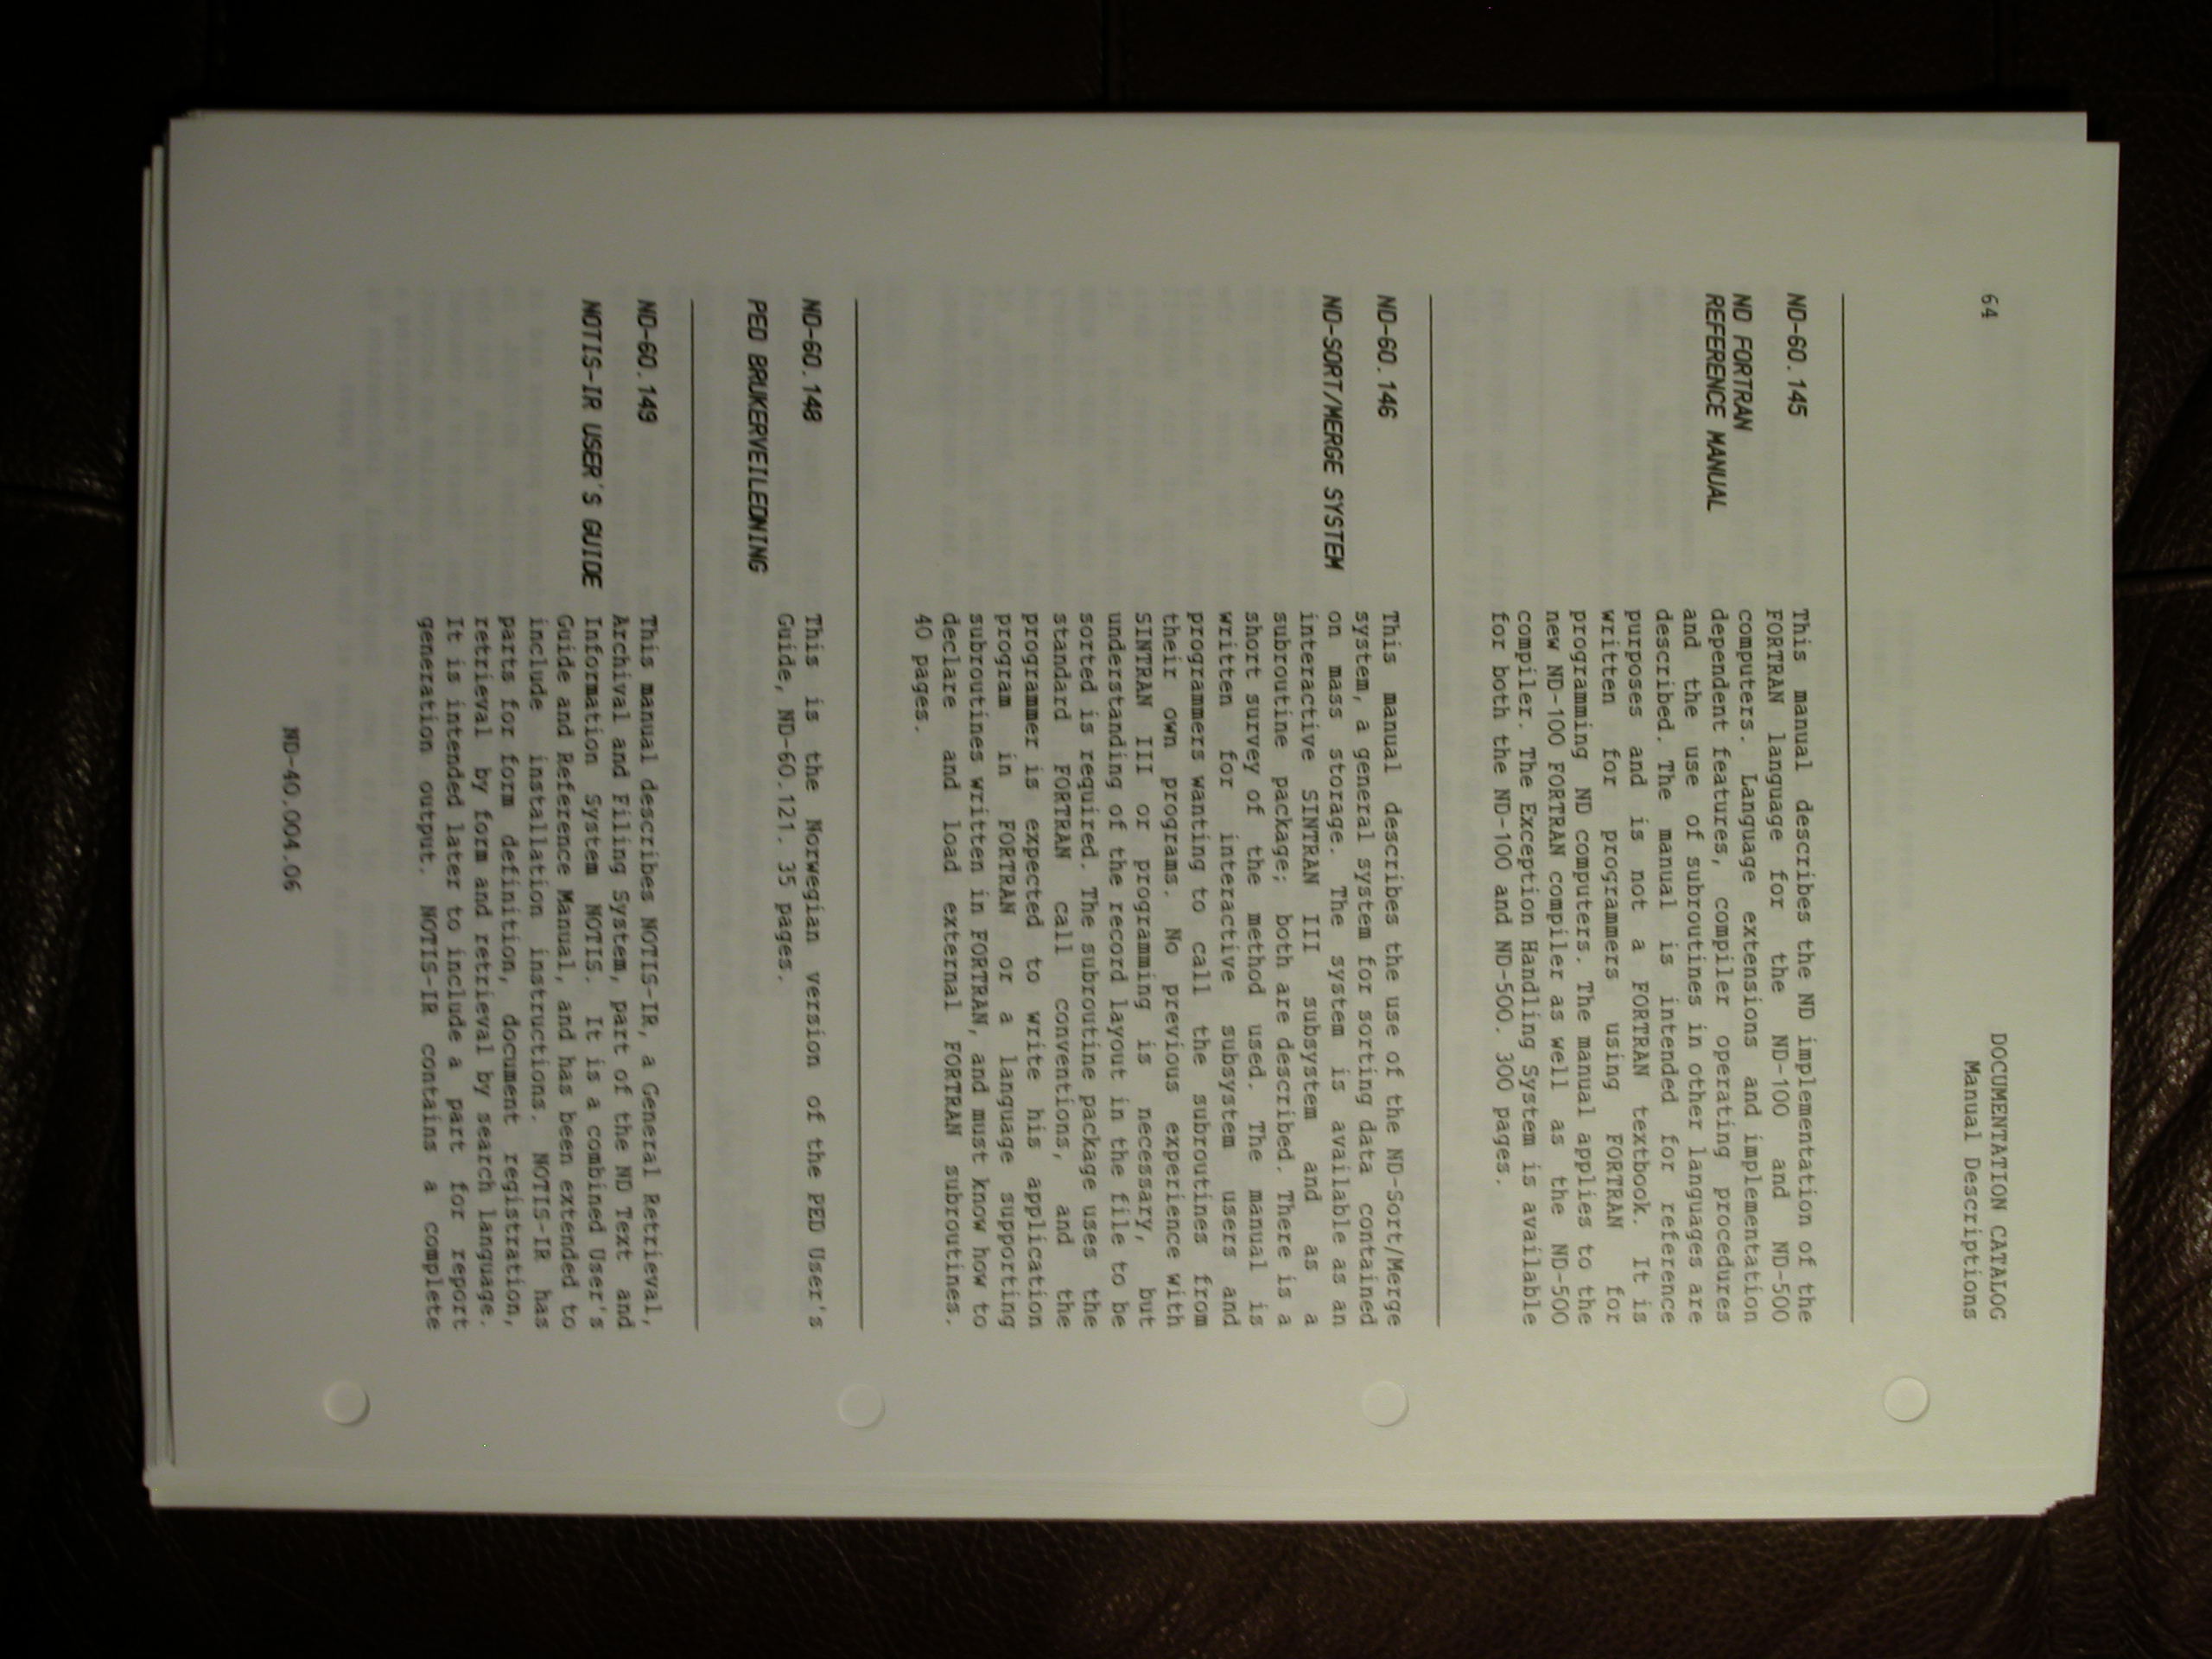 64
DOCUMENTATION CATALOG
Manual Descriptions
ND-60.145
ND FORTRAN
REFERENCE MANUAL
This manual describes the ND implementation of the
FORTRAN language for the ND-100 and ND-500
computers. Language extensions and implementation
dependent features, compiler operating procedures
and the use of subroutines in other languages are
described. The manual is intended for reference
purposes and is not a FORTRAN textbook. It is
written for programmers using FORTRAN for
programming ND computers. The manual applies to the
new ND-100 FORTRAN compiler as well as the ND-500
compiler. The Exception Handling System is available
for both the ND-100 and ND-500. 300 pages.
ND-60.146
ND-SORT/MERGE SYSTEM
This manual describes the use of the ND-Sort/Merge
system, a general system for sorting data contained
on mass storage. The system is available as an
interactive SINTRAN III subsystem and as a
subroutine package; both are described. There is a
short survey of the method used. The manual is
written for interactive subsystem users and
programmers wanting to call the subroutines from
their own programs. No previous experience with
SINTRAN III or programming is necessary, but
understanding of the record layout in the file to be
sorted is required. The subroutine package uses the
standard FORTRAN call conventions, and the
programmer is expected to write his application
program in FORTRAN or a language supporting
subroutines written in FORTRAN, and must know how to
declare and load external FORTRAN subroutines.
40 pages.
ND-60.148
PED BRUKERVEILEDNING
This is the Norwegian version of the PED User's
Guide, ND-60.121. 35 pages.
ND-60.149
NOTIS-IR USER'S GUIDE
This manual describes NOTIS-IR, a General Retrieval,
Archival and Filing System, part of the ND Text and
Information System NOTIS. It is a combined User's
Guide and Reference Manual, and has been extended to
include installation instructions. NOTIS-IR has
parts for form definition, document registration,
retrieval by form and retrieval by search language.
It is intended later to include a part for report
generation output. NOTIS-IR contains a complete
ND-40.004.06